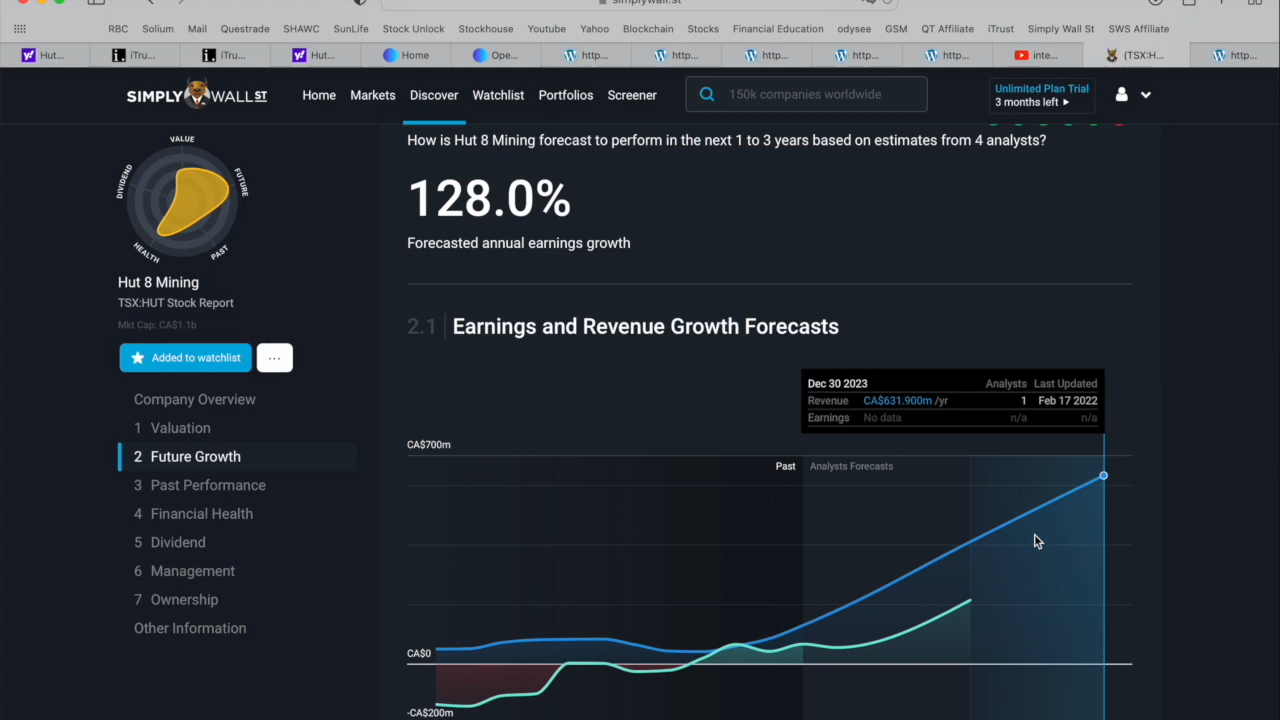 simplywall.st
RBC Solium Mail Questrade SHAWC SunLife Stock Unlock Stockhouse Youtube Yahoo Blockchain Stocks Financial Education odysee GSM QT Affiliate iTrust Simply Wall St SWS Affiliate
Hut... iTru... iTru... Hut... Home Ope... http... http... http... http... http... inte... (TSX:H... http...
SIMPLY WALL ST
Home Markets Discover Watchlist Portfolios Screener
150k companies worldwide
Unlimited Plan Trial
3 months left
VALUE
FUTURE
PAST
HEALTH
DIVIDEND
Hut 8 Mining
TSX:HUT Stock Report
Mkt Cap: CA$1.1b
Added to watchlist
...
Company Overview
1 Valuation
2 Future Growth
3 Past Performance
4 Financial Health
5 Dividend
6 Management
7 Ownership
Other Information
How is Hut 8 Mining forecast to perform in the next 1 to 3 years based on estimates from 4 analysts?
128.0%
Forecasted annual earnings growth
2.1 Earnings and Revenue Growth Forecasts
Dec 30 2023 Analysts Last Updated
Revenue CA$631.900m /yr 1 Feb 17 2022
Earnings No data n/a n/a
CA$700m
Past Analysts Forecasts
CA$0
-CA$200m